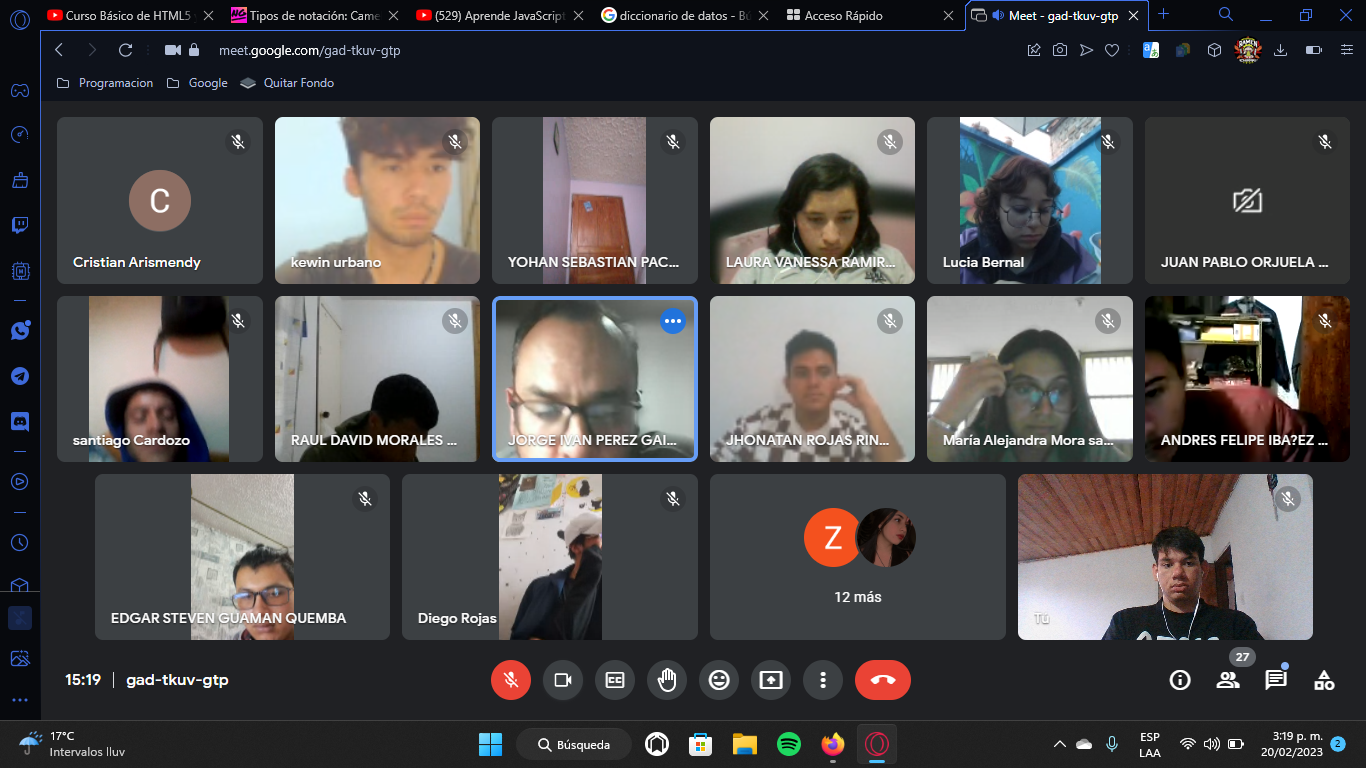 Curso Básico de HTML5
Tipos de notación: Came
(529) Aprende JavaScript
diccionario de datos - Bú
Acceso Rápido
Meet - gad-tkuv-gtp
meet.google.com/gad-tkuv-gtp
Programacion
Google
Quitar Fondo
C
Cristian Arismendy
kewin urbano
YOHAN SEBASTIAN PAC...
LAURA VANESSA RAMIR...
Lucia Bernal
JUAN PABLO ORJUELA ...
santiago Cardozo
RAUL DAVID MORALES ...
JORGE IVAN PEREZ GAI...
JHONATAN ROJAS RIN...
María Alejandra Mora sa...
ANDRES FELIPE IBA?EZ ...
EDGAR STEVEN GUAMAN QUEMBA
Diego Rojas
Z
12 más
Tú
15:19
gad-tkuv-gtp
27
17°C
Intervalos lluv
Búsqueda
ESP
LAA
3:19 p. m.
20/02/2023
2